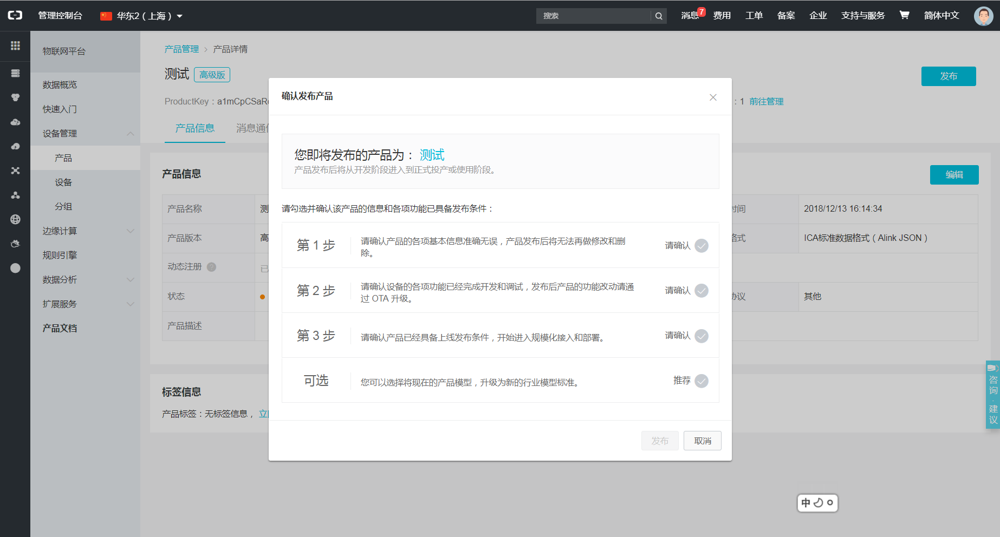 管理控制台 华东2（上海） 搜索 消息 7 费用 工单 备案 企业 支持与服务 简体中文
物联网平台
数据概览
快速入门
设备管理
产品
设备
分组
边缘计算
规则引擎
数据分析
扩展服务
产品文档
产品管理 > 产品详情
测试 高级版
发布
ProductKey：a1mCpCSaR
：1 前往管理
产品信息 消息通
产品信息
编辑
产品名称 测
时间 2018/12/13 16:14:34
产品版本 高
格式 ICA标准数据格式（Alink JSON）
动态注册 ? 已
状态
协议 其他
产品描述
标签信息
产品标签：无标签信息， 立
确认发布产品
您即将发布的产品为： 测试
产品发布后将从开发阶段进入到正式投产或使用阶段。
请勾选并确认该产品的信息和各项功能已具备发布条件：
第 1 步 请确认产品的各项基本信息准确无误，产品发布后将无法再做修改和删
除。 请确认
第 2 步 请确认设备的各项功能已经完成开发和调试，发布后产品的功能改动请通
过 OTA 升级。 请确认
第 3 步 请确认产品已经具备上线发布条件，开始进入规模化接入和部署。 请确认
可选 您可以选择将现在的产品模型，升级为新的行业模型标准。 推荐
发布 取消
咨询·建议
中